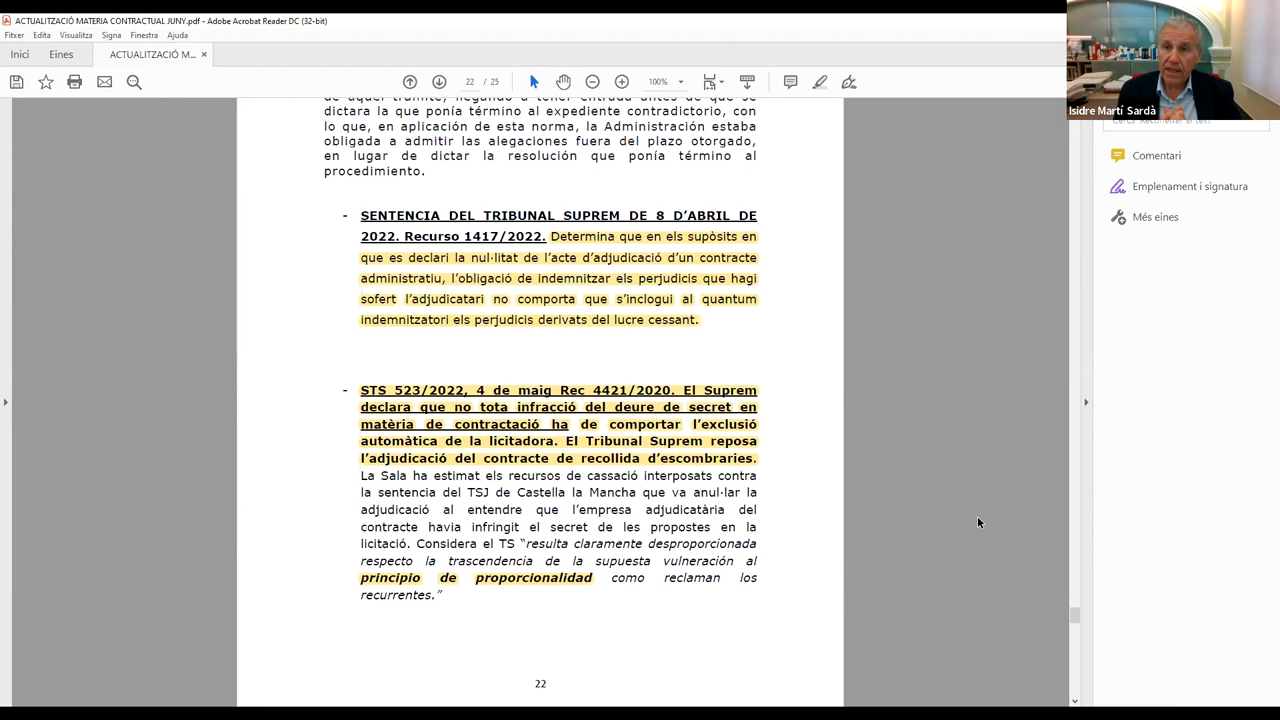 ACTUALITZACIÓ MATERIA CONTRACTUAL JUNY.pdf - Adobe Acrobat Reader DC (32-bit)
Fitxer Edita Visualitza Signa Finestra Ajuda
Inici Eines ACTUALITZACIÓ M... ×
22 / 25 100%
Isidre Martí Sardà
dictara la que ponía término al expediente contradictorio, con
lo que, en aplicación de esta norma, la Administración estaba
obligada a admitir las alegaciones fuera del plazo otorgado,
en lugar de dictar la resolución que ponía término al
procedimiento.
- SENTENCIA DEL TRIBUNAL SUPREM DE 8 D’ABRIL DE
2022. Recurso 1417/2022. Determina que en els supòsits en
que es declari la nul·litat de l’acte d’adjudicació d’un contracte
administratiu, l’obligació de indemnitzar els perjudicis que hagi
sofert l’adjudicatari no comporta que s’inclogui al quantum
indemnitzatori els perjudicis derivats del lucre cessant.
- STS 523/2022, 4 de maig Rec 4421/2020. El Suprem
declara que no tota infracció del deure de secret en
matèria de contractació ha de comportar l’exclusió
automàtica de la licitadora. El Tribunal Suprem reposa
l’adjudicació del contracte de recollida d’escombraries.
La Sala ha estimat els recursos de cassació interposats contra
la sentencia del TSJ de Castella la Mancha que va anul·lar la
adjudicació al entendre que l’empresa adjudicatària del
contracte havia infringit el secret de les propostes en la
licitació. Considera el TS “resulta claramente desproporcionada
respecto la trascendencia de la supuesta vulneración al
principio de proporcionalidad como reclaman los
recurrentes.”
22
Comentari
Emplenament i signatura
Més eines